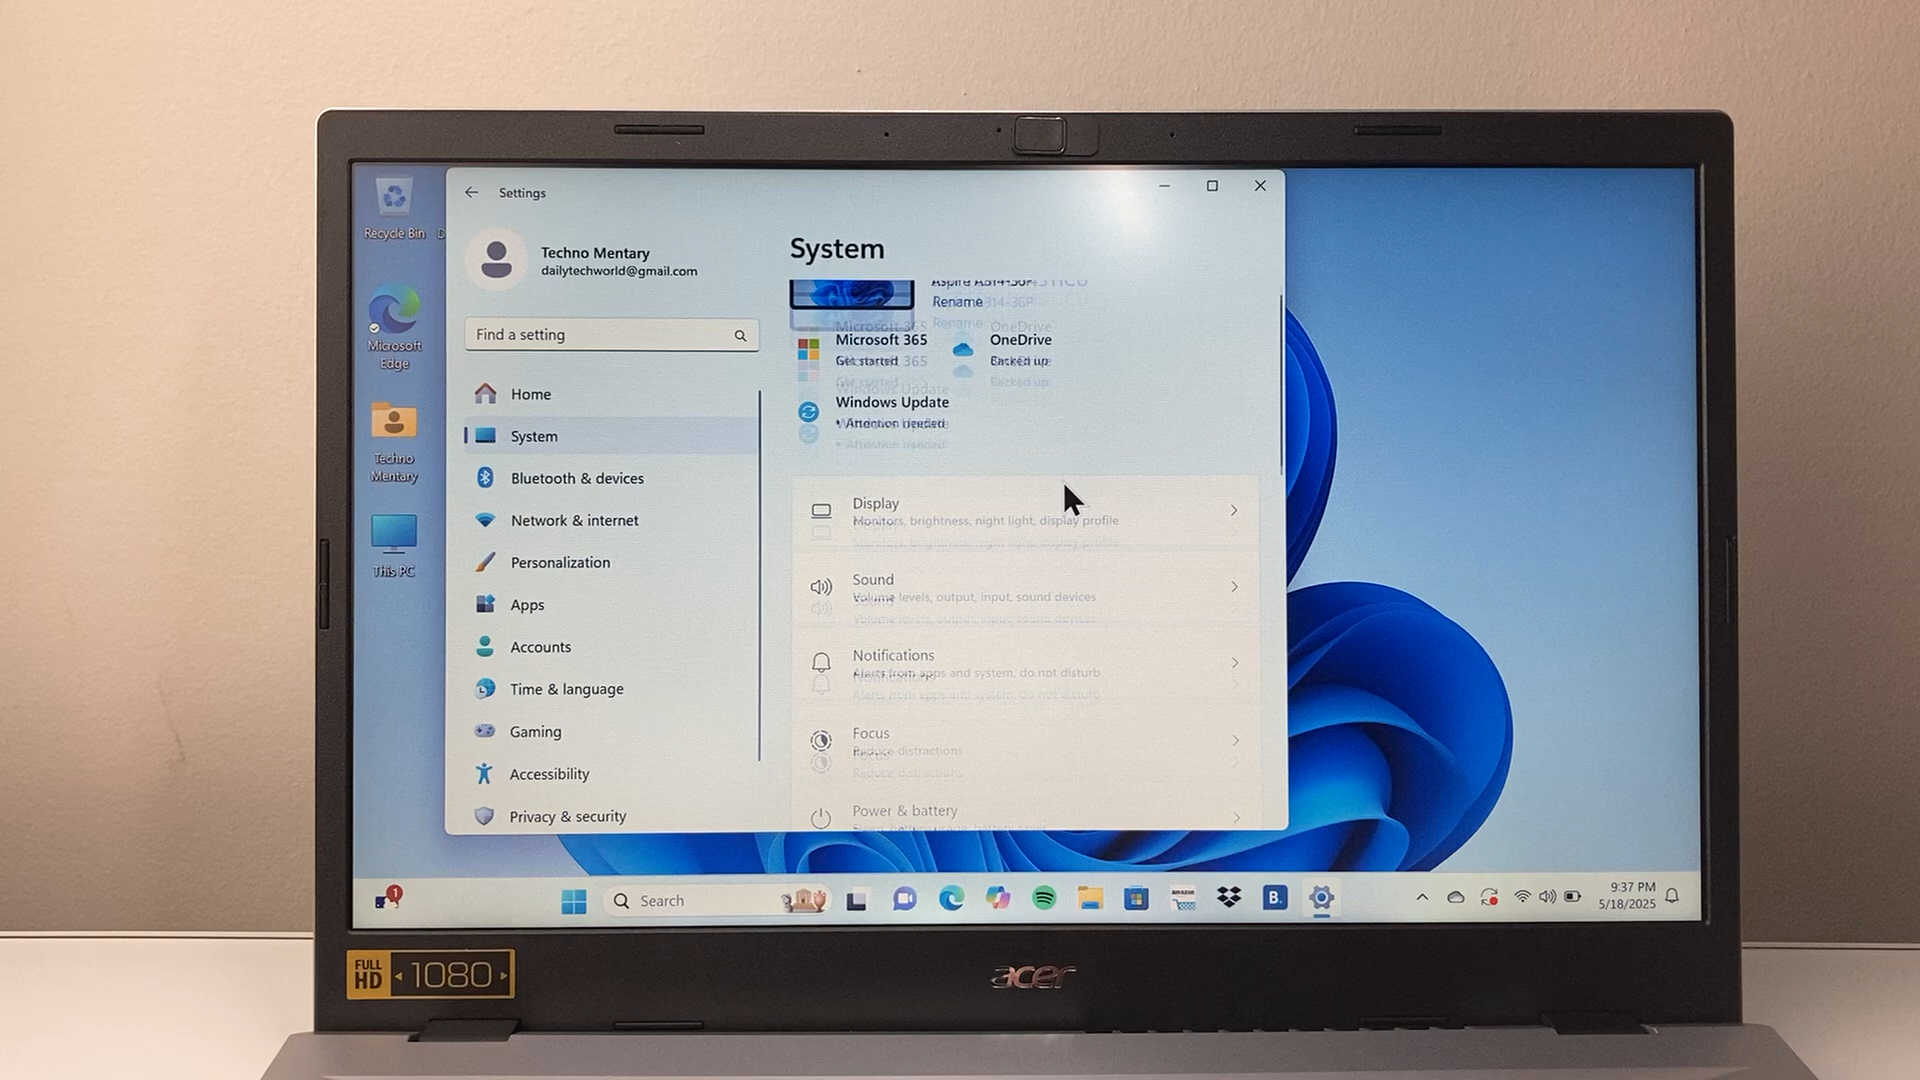 Recycle Bin
D
Microsoft
Edge
Techno
Mentary
This PC
Settings
Techno Mentary
dailytechworld@gmail.com
Find a setting
Home
System
Bluetooth & devices
Network & internet
Personalization
Apps
Accounts
Time & language
Gaming
Accessibility
Privacy & security
System
Rename
Microsoft 365
Get started
OneDrive
Backed up
Windows Update
• Attention needed
Display
Monitors, brightness, night light, display profile
Sound
Volume levels, output, input, sound devices
Notifications
Alerts from apps and system, do not disturb
Focus
Reduce distractions
Power & battery
1
Search
amazon
B.
9:37 PM
5/18/2025
FULL
HD
1080
acer